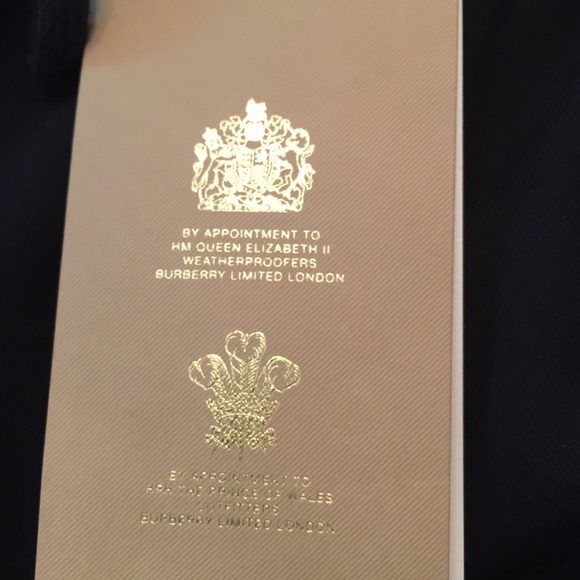 BY APPOINTMENT TO
HM QUEEN ELIZABETH II
WEATHERPROOFERS
BURBERRY LIMITED LONDON
BY APPOINTMENT TO
HRH THE PRINCE OF WALES
OUTFITTERS
BURBERRY LIMITED LONDON